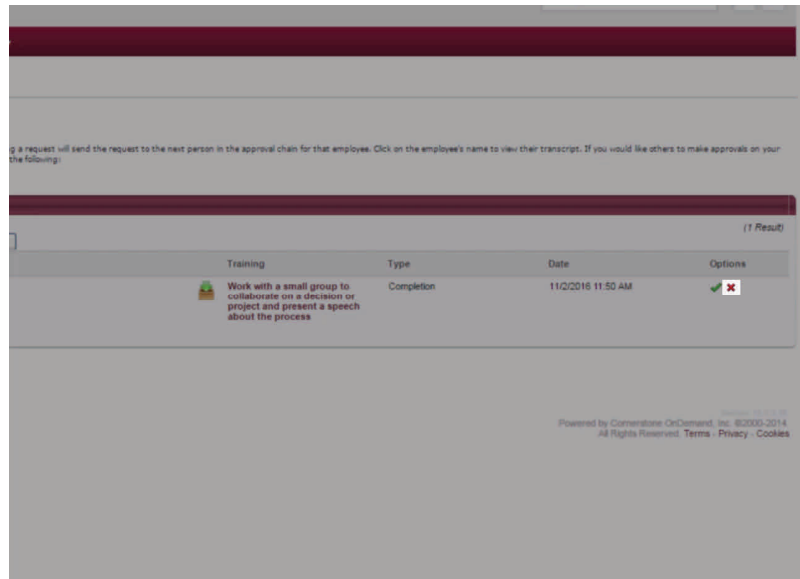 g a request will send the request to the next person in the approval chain for that employee. Click on the employee's name to view their transcript. If you would like others to make approvals on your
the following:
(1 Result)
Training Type Date Options
Work with a small group to Completion 11/2/2016 11:50 AM
collaborate on a decision or
project and present a speech
about the process
Powered by Cornerstone OnDemand, Inc. ©2000-2014
All Rights Reserved. Terms - Privacy - Cookies